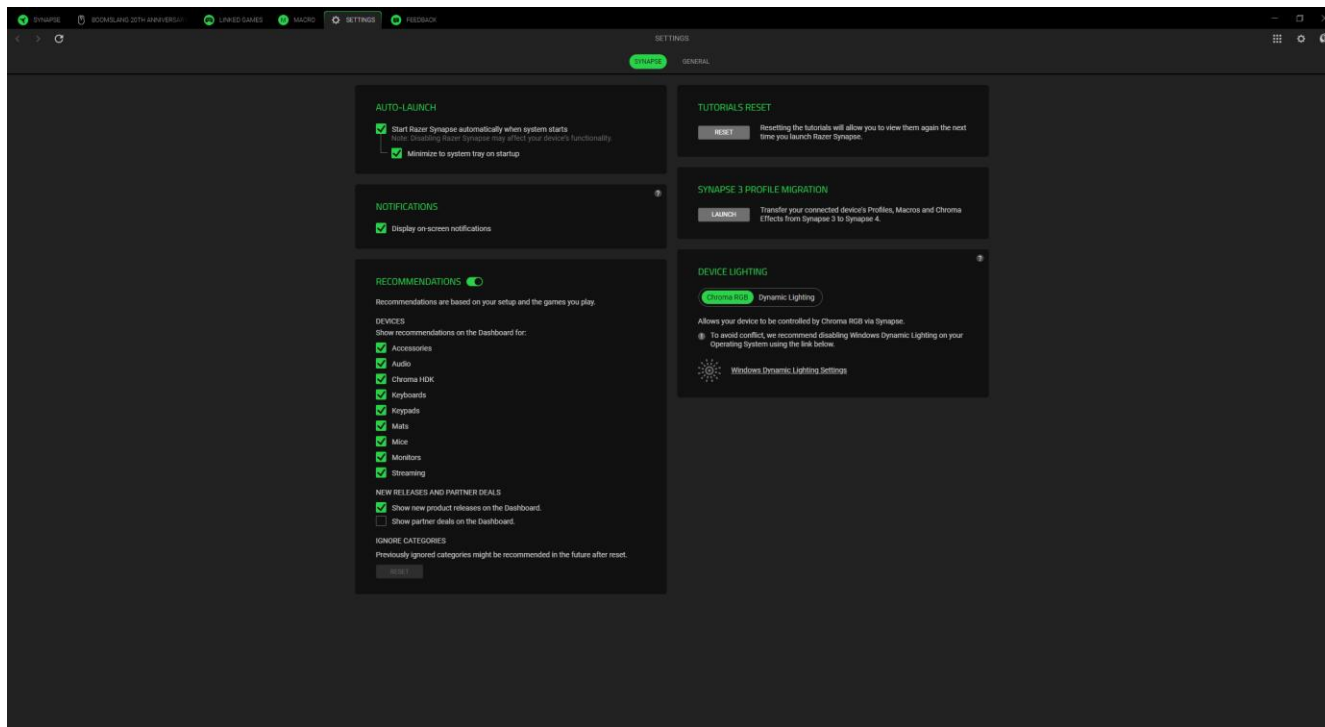 SYNAPSE
BOOMSLANG 20TH ANNIVERSARY
LINKED GAMES
MACRO
SETTINGS
FEEDBACK
SETTINGS
SYNAPSE
GENERAL
AUTO-LAUNCH
Start Razer Synapse automatically when system starts
Note: Disabling Razer Synapse may affect your device's functionality.
Minimize to system tray on startup
NOTIFICATIONS
Display on-screen notifications
RECOMMENDATIONS
Recommendations are based on your setup and the games you play.
DEVICES
Show recommendations on the Dashboard for:
Accessories
Audio
Chroma HDK
Keyboards
Keypads
Mats
Mice
Monitors
Streaming
NEW RELEASES AND PARTNER DEALS
Show new product releases on the Dashboard.
Show partner deals on the Dashboard.
IGNORE CATEGORIES
Previously ignored categories might be recommended in the future after reset.
RESET
TUTORIALS RESET
RESET
Resetting the tutorials will allow you to view them again the next
time you launch Razer Synapse.
SYNAPSE 3 PROFILE MIGRATION
LAUNCH
Transfer your connected device's Profiles, Macros and Chroma
Effects from Synapse 3 to Synapse 4.
DEVICE LIGHTING
Chroma RGB
Dynamic Lighting
Allows your device to be controlled by Chroma RGB via Synapse.
To avoid conflict, we recommend disabling Windows Dynamic Lighting on your
Operating System using the link below.
Windows Dynamic Lighting Settings